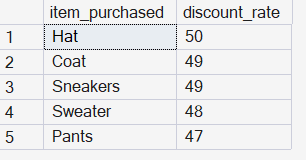 item_purchased discount_rate
1 Hat 50
2 Coat 49
3 Sneakers 49
4 Sweater 48
5 Pants 47